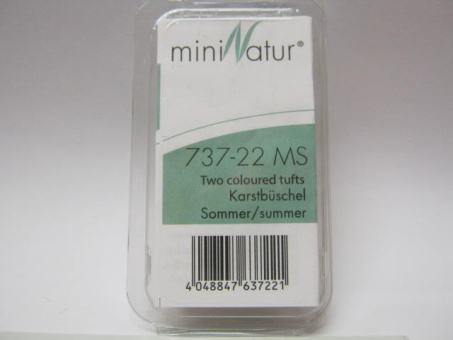 miniNatur®
737-22 MS
Two coloured tufts
Karstbüschel
Sommer/summer
4 048847 637221